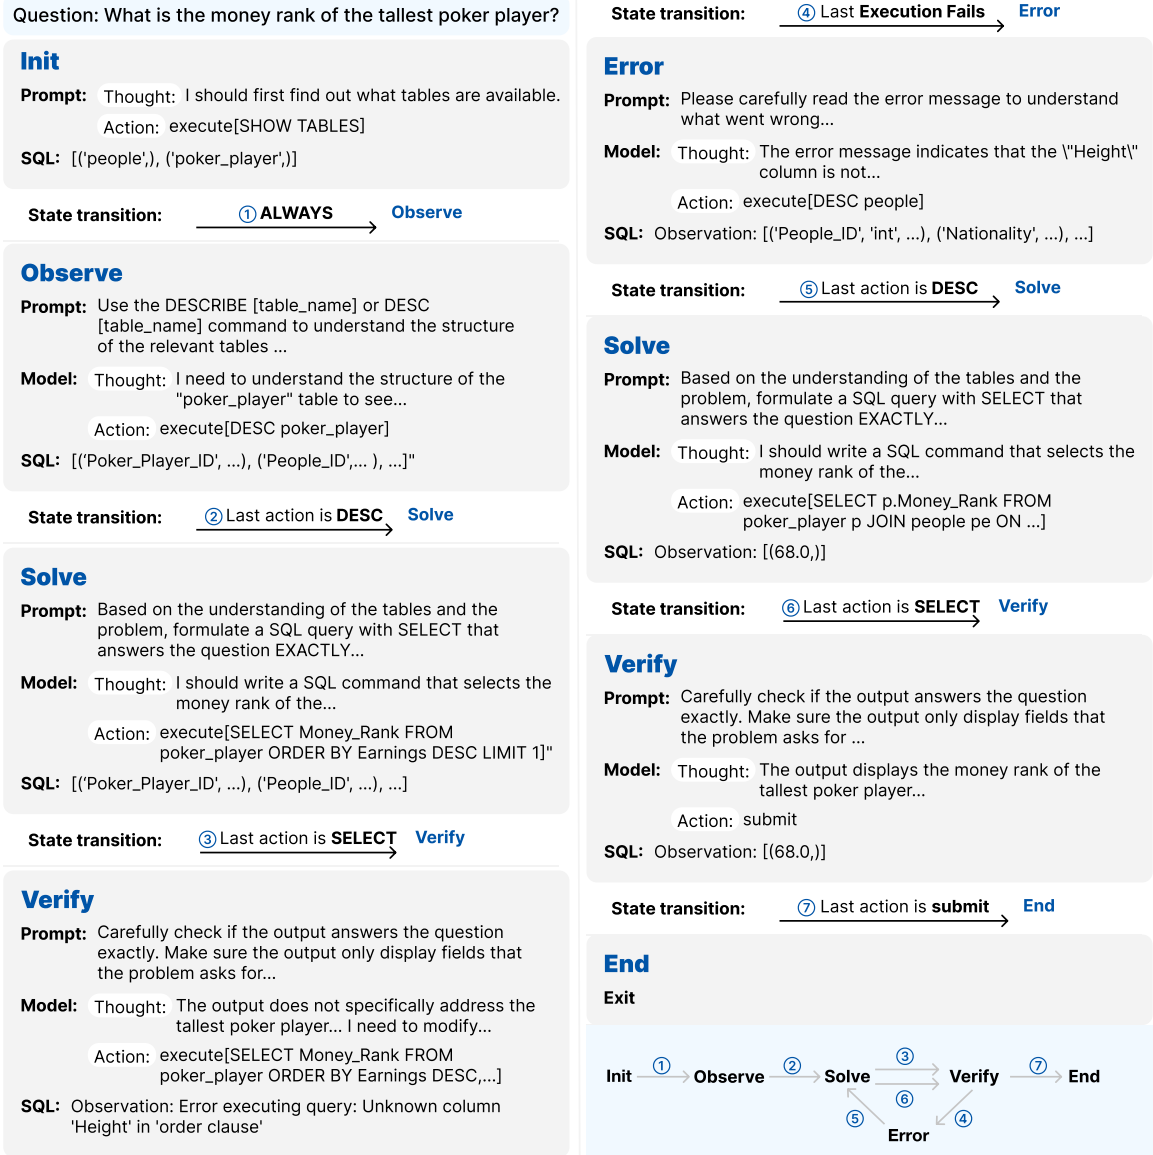 Question: What is the money rank of the tallest poker player?
Init
Prompt: Thought: I should first find out what tables are available.
Action: execute[SHOW TABLES]
SQL: [('people',), ('poker_player',)]
State transition: ① ALWAYS Observe
Observe
Prompt: Use the DESCRIBE [table_name] or DESC
[table_name] command to understand the structure
of the relevant tables ...
Model: Thought: I need to understand the structure of the
"poker_player" table to see...
Action: execute[DESC poker_player]
SQL: [('Poker_Player_ID', ...), ('People_ID',... ), ...]"
State transition: ② Last action is DESC Solve
Solve
Prompt: Based on the understanding of the tables and the
problem, formulate a SQL query with SELECT that
answers the question EXACTLY...
Model: Thought: I should write a SQL command that selects the
money rank of the...
Action: execute[SELECT Money_Rank FROM
poker_player ORDER BY Earnings DESC LIMIT 1]"
SQL: [('Poker_Player_ID', ...), ('People_ID', ...), ...]
State transition: ③ Last action is SELECT Verify
Verify
Prompt: Carefully check if the output answers the question
exactly. Make sure the output only display fields that
the problem asks for...
Model: Thought: The output does not specifically address the
tallest poker player... I need to modify...
Action: execute[SELECT Money_Rank FROM
poker_player ORDER BY Earnings DESC,...]
SQL: Observation: Error executing query: Unknown column
'Height' in 'order clause'
State transition: ④ Last Execution Fails Error
Error
Prompt: Please carefully read the error message to understand
what went wrong...
Model: Thought: The error message indicates that the \"Height\"
column is not...
Action: execute[DESC people]
SQL: Observation: [('People_ID', 'int', ...), ('Nationality', ...), ...]
State transition: ⑤ Last action is DESC Solve
Solve
Prompt: Based on the understanding of the tables and the
problem, formulate a SQL query with SELECT that
answers the question EXACTLY...
Model: Thought: I should write a SQL command that selects the
money rank of the...
Action: execute[SELECT p.Money_Rank FROM
poker_player p JOIN people pe ON ...]
SQL: Observation: [(68.0,)]
State transition: ⑥ Last action is SELECT Verify
Verify
Prompt: Carefully check if the output answers the question
exactly. Make sure the output only display fields that
the problem asks for ...
Model: Thought: The output displays the money rank of the
tallest poker player...
Action: submit
SQL: Observation: [(68.0,)]
State transition: ⑦ Last action is submit End
End
Exit
Init ① Observe ② Solve ③ ⑥ Verify ⑦ End
⑤ ④
Error